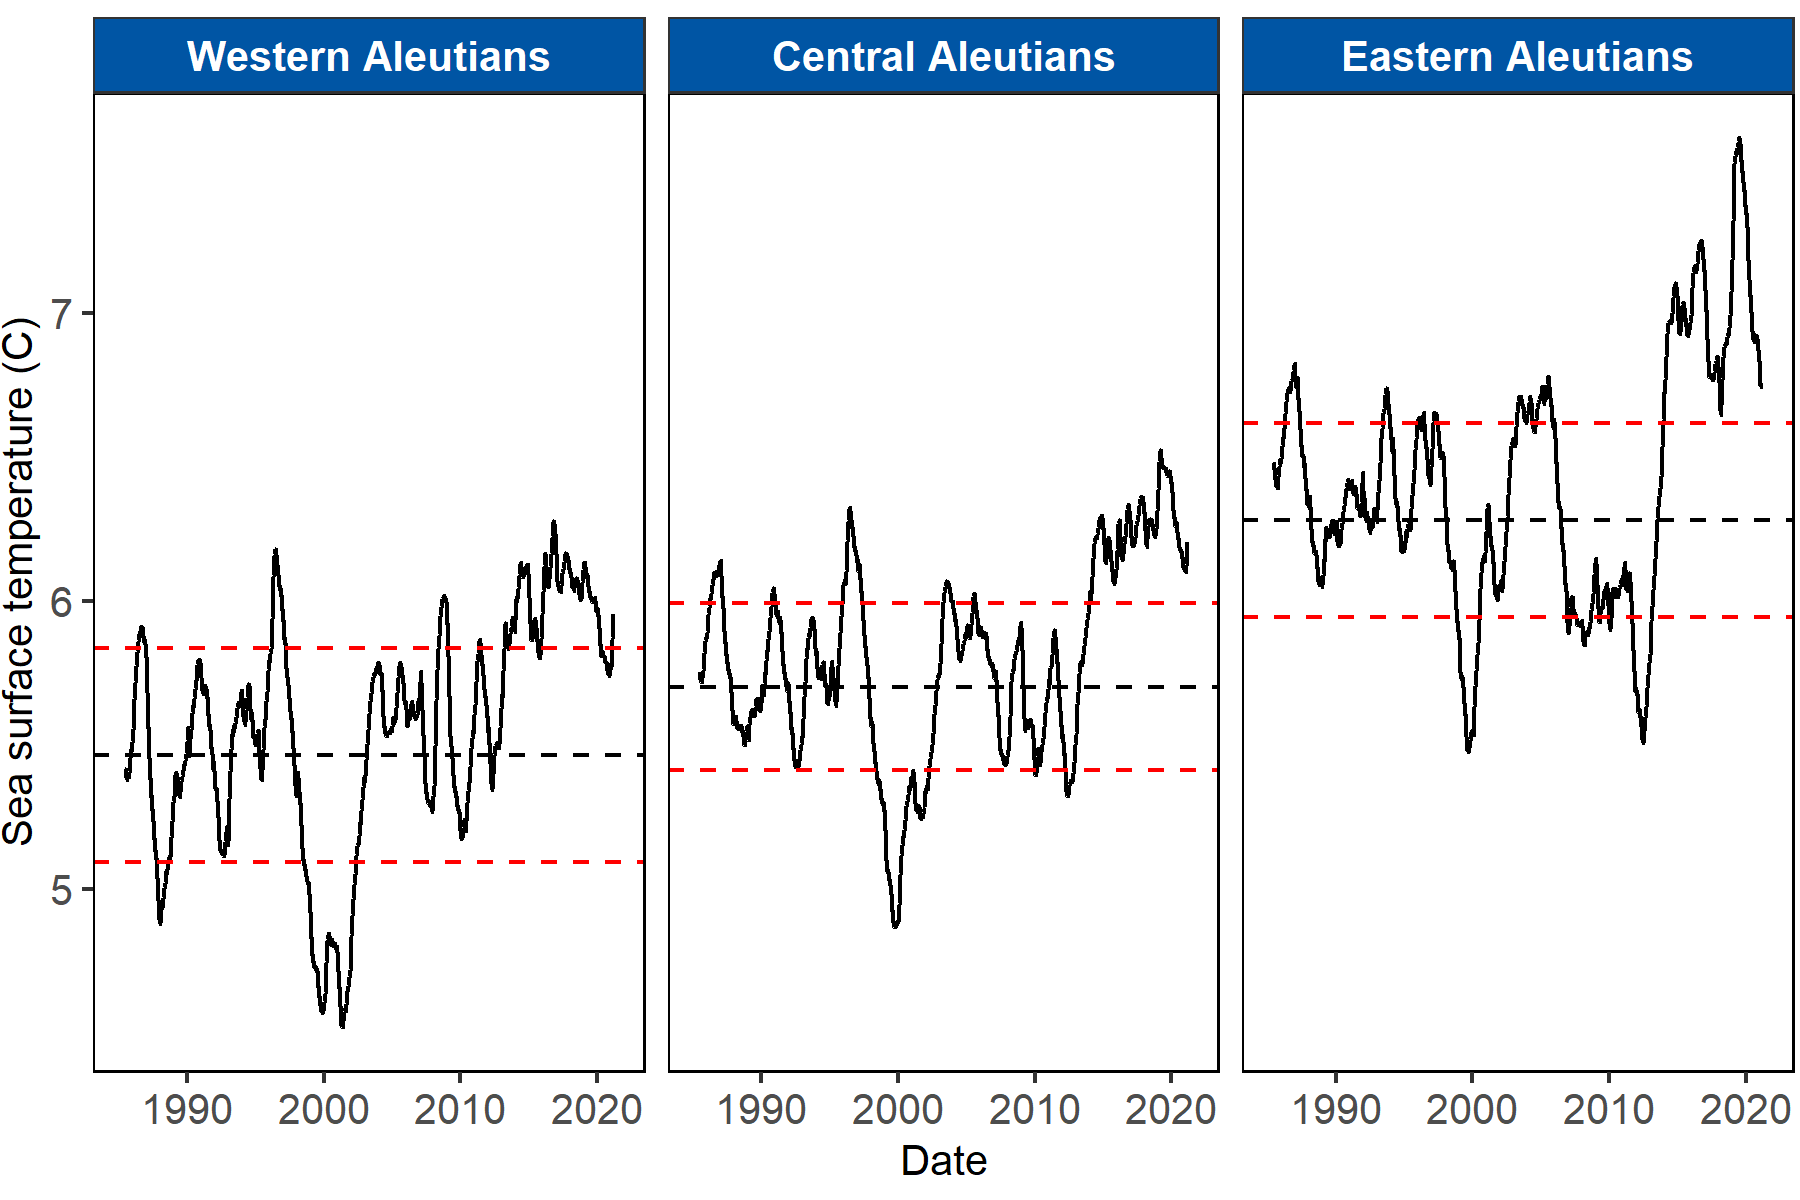 Western Aleutians Central Aleutians Eastern Aleutians
Sea surface temperature (C)
7
6
5
1990 2000 2010 2020 1990 2000 2010 2020 1990 2000 2010 2020
Date